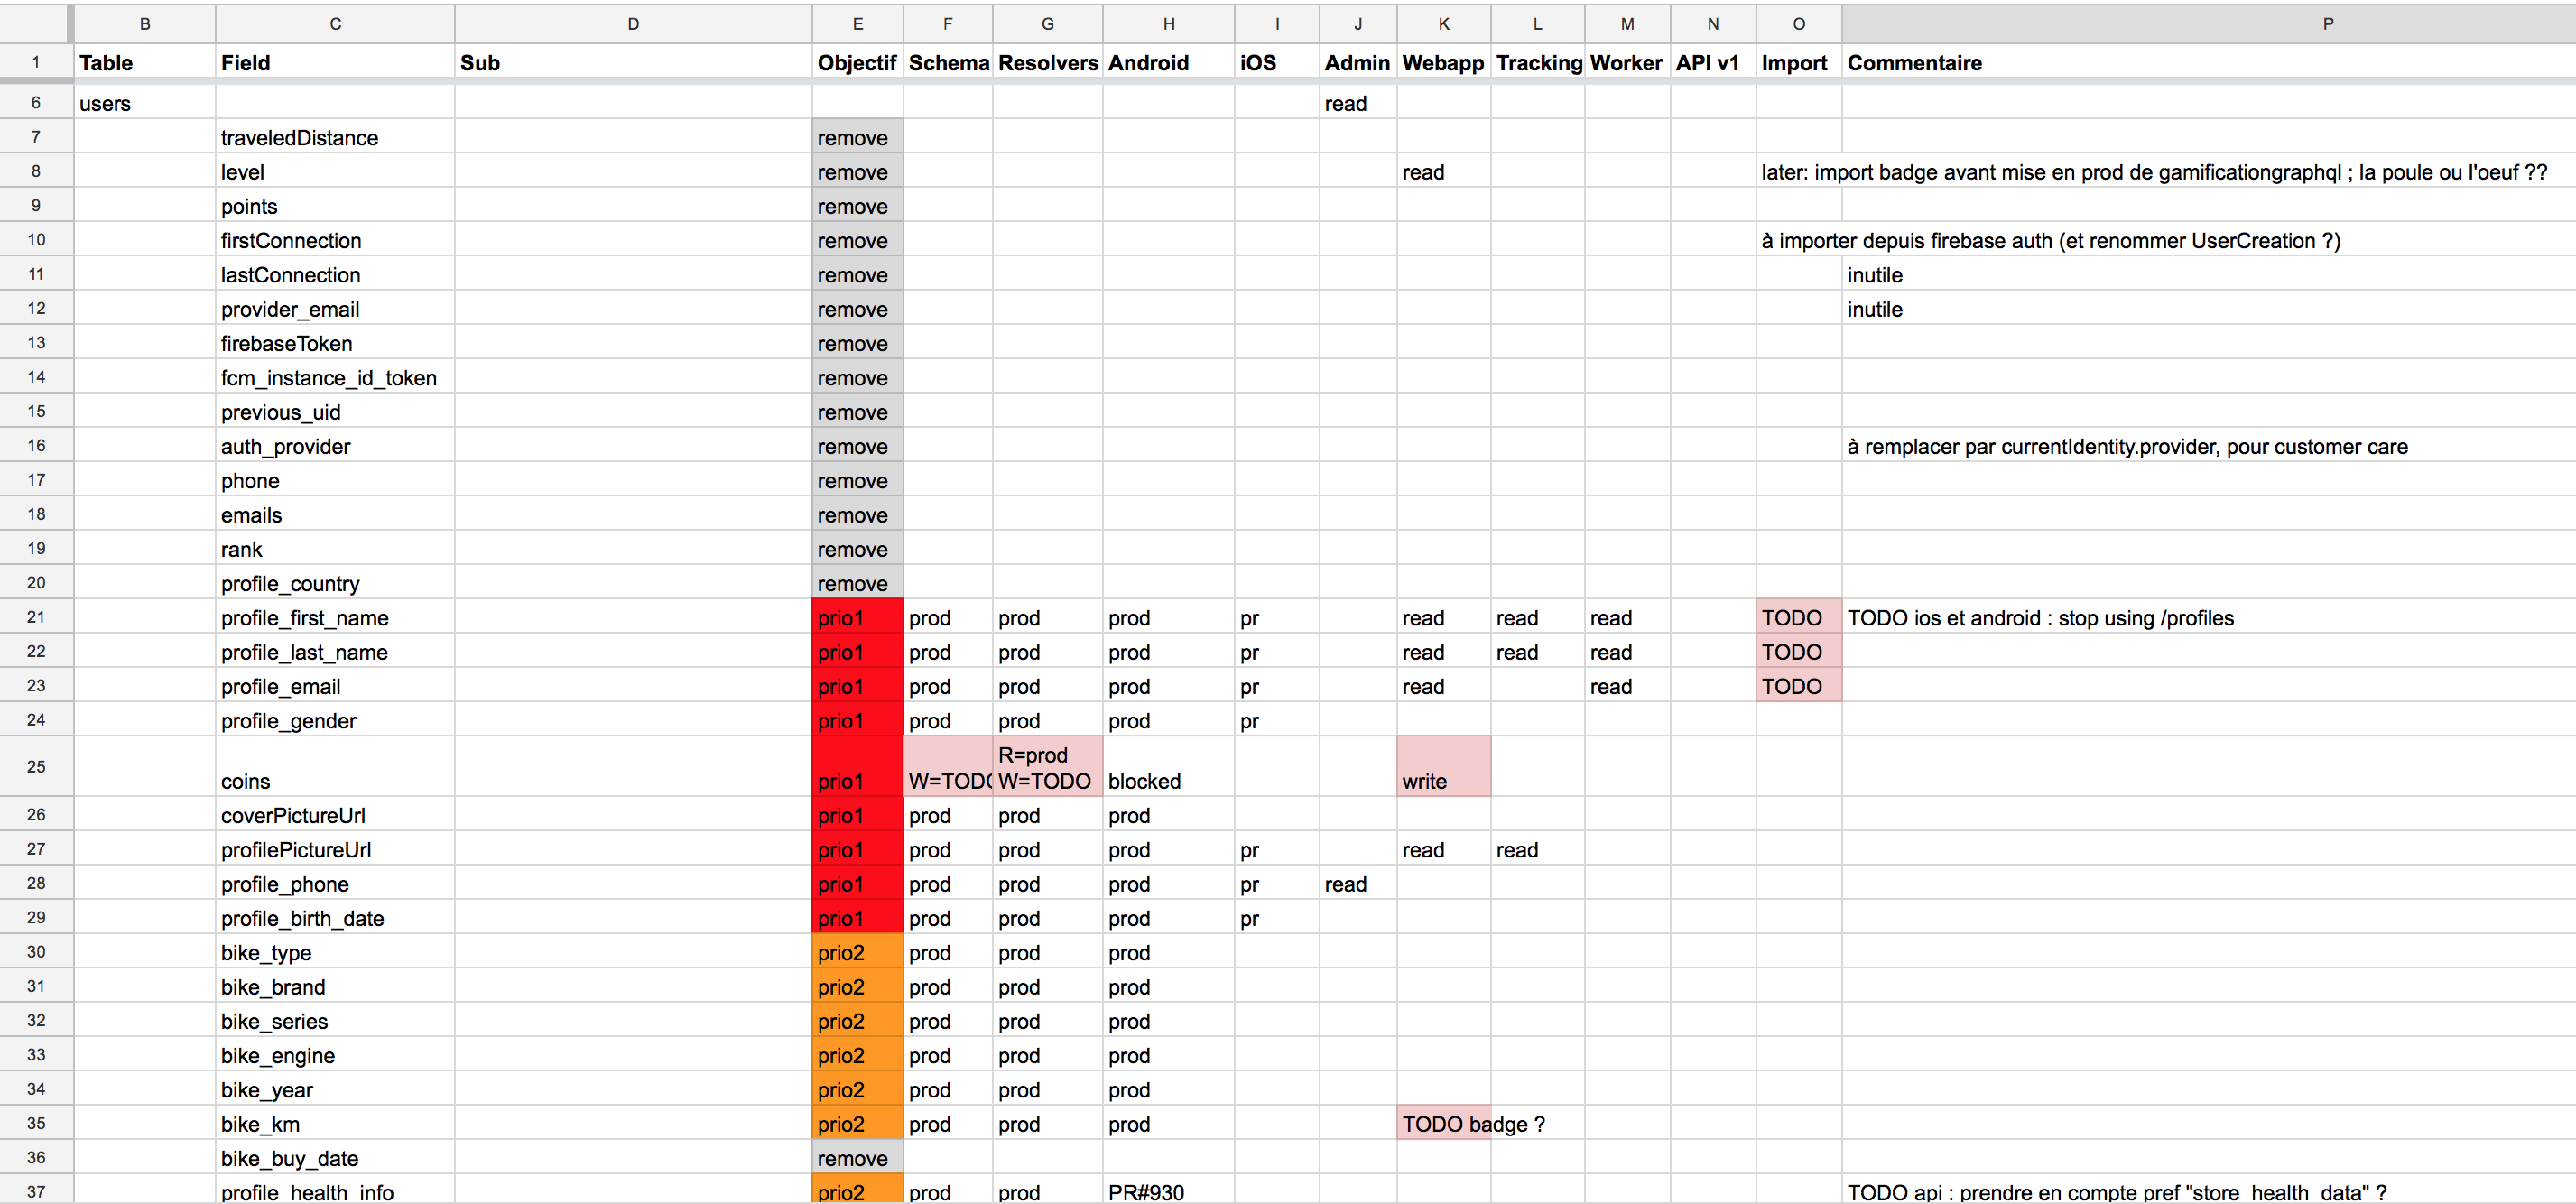 B C D E F G H I J K L M N O P
1 Table Field Sub Objectif Schema Resolvers Android iOS Admin Webapp Tracking Worker API v1 Import Commentaire
6 users read
7 traveledDistance remove
8 level remove read later: import badge avant mise en prod de gamificationgraphql ; la poule ou l'oeuf ??
9 points remove
10 firstConnection remove à importer depuis firebase auth (et renommer UserCreation ?)
11 lastConnection remove inutile
12 provider_email remove inutile
13 firebaseToken remove
14 fcm_instance_id_token remove
15 previous_uid remove
16 auth_provider remove à remplacer par currentIdentity.provider, pour customer care
17 phone remove
18 emails remove
19 rank remove
20 profile_country remove
21 profile_first_name prio1 prod prod prod pr read read read TODO TODO ios et android : stop using /profiles
22 profile_last_name prio1 prod prod prod pr read read read TODO
23 profile_email prio1 prod prod prod pr read read TODO
24 profile_gender prio1 prod prod prod pr
R=prod
25 coins prio1 W=TODO W=TODO blocked write
26 coverPictureUrl prio1 prod prod prod
27 profilePictureUrl prio1 prod prod prod pr read read
28 profile_phone prio1 prod prod prod pr read
29 profile_birth_date prio1 prod prod prod pr
30 bike_type prio2 prod prod prod
31 bike_brand prio2 prod prod prod
32 bike_series prio2 prod prod prod
33 bike_engine prio2 prod prod prod
34 bike_year prio2 prod prod prod
35 bike_km prio2 prod prod prod TODO badge ?
36 bike_buy_date remove
37 profile_health_info prio2 prod prod PR#930 TODO api : prendre en compte pref "store_health_data" ?